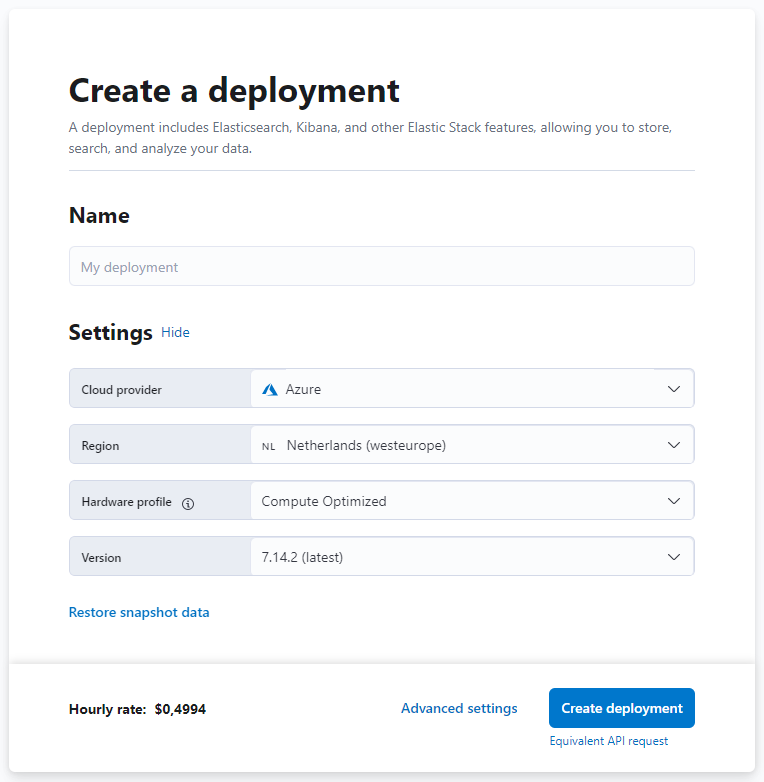 Create a deployment
A deployment includes Elasticsearch, Kibana, and other Elastic Stack features, allowing you to store,
search, and analyze your data.
Name
My deployment
Settings Hide
Cloud provider Azure
Region NL Netherlands (westeurope)
Hardware profile Compute Optimized
Version 7.14.2 (latest)
Restore snapshot data
Hourly rate: $0,4994 Advanced settings Create deployment
Equivalent API request